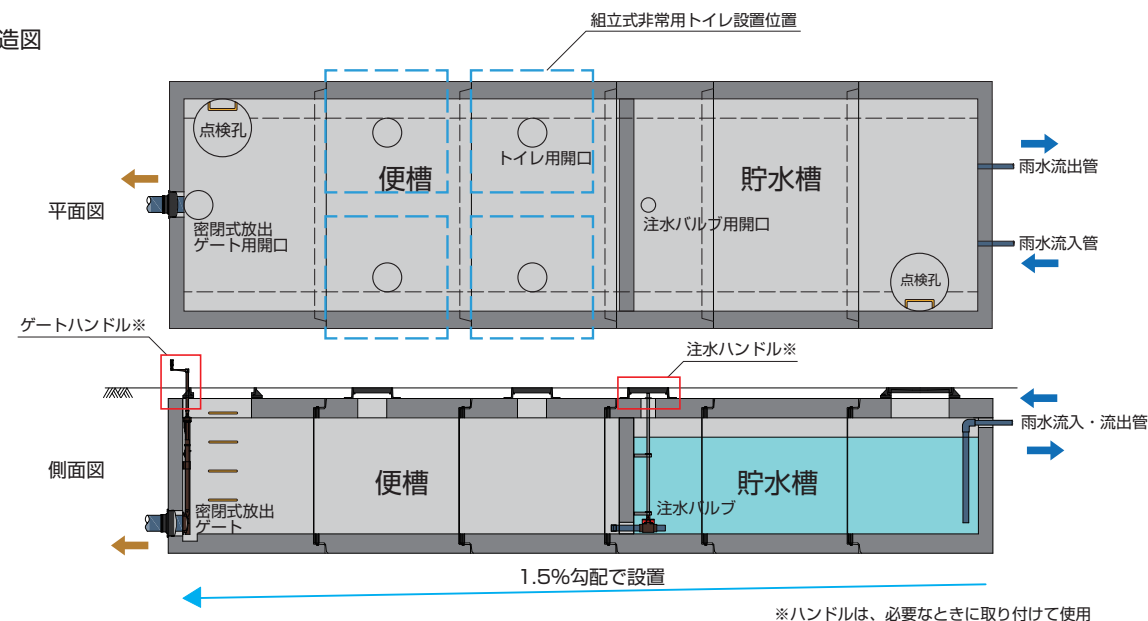 造図
組立式非常用トイレ設置位置
点検孔
トイレ用開口
便槽
貯水槽
雨水流出管
平面図
密閉式放出
ゲート用開口
注水バルブ用開口
雨水流入管
点検孔
ゲートハンドル※
注水ハンドル※
雨水流入・流出管
側面図
便槽
貯水槽
密閉式放出
ゲート
注水バルブ
1.5%勾配で設置
※ハンドルは、必要なときに取り付けて使用